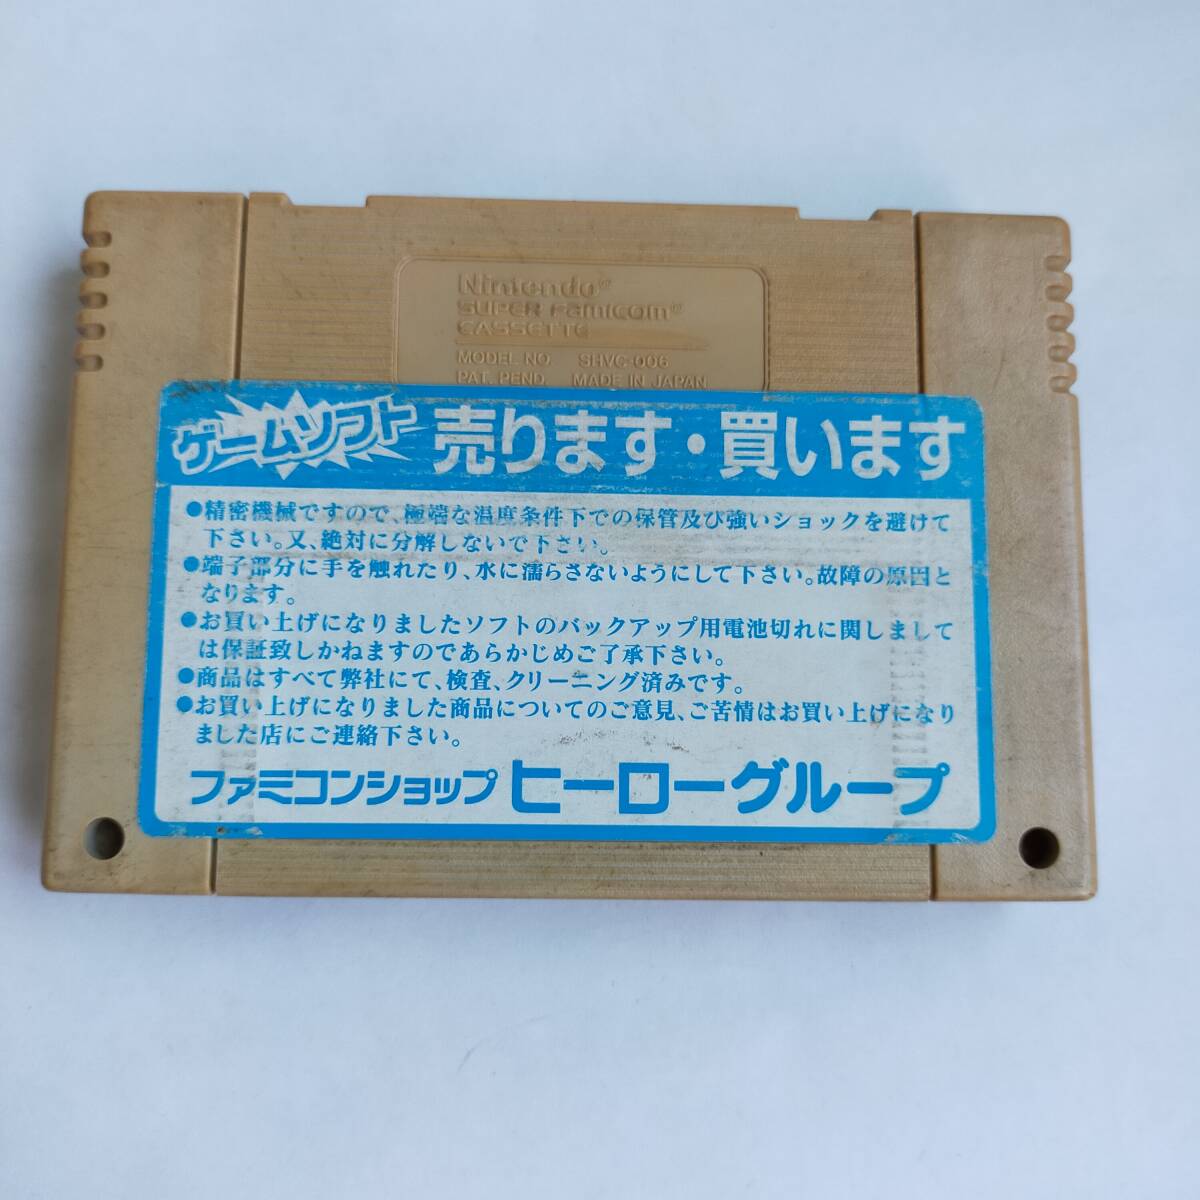 Nintendo®
SUPER Famicom®
CASSETTE
MODEL NO. SHVC-006
PAT. PEND. MADE IN JAPAN
ゲームソフト 売ります・買います
●精密機械ですので、極端な温度条件下での保管及び強いショックを避けて
下さい。又、絶対に分解しないで下さい。
●端子部分に手を触れたり、水に濡らさないようにして下さい。故障の原因と
なります。
●お買い上げになりましたソフトのバックアップ用電池切れに関しまして
は保証致しかねますのであらかじめご了承下さい。
●商品はすべて弊社にて、検査、クリーニング済みです。
●お買い上げになりました商品についてのご意見、ご苦情はお買い上げになり
ました店にご連絡下さい。
ファミコンショップ ヒーローグループ